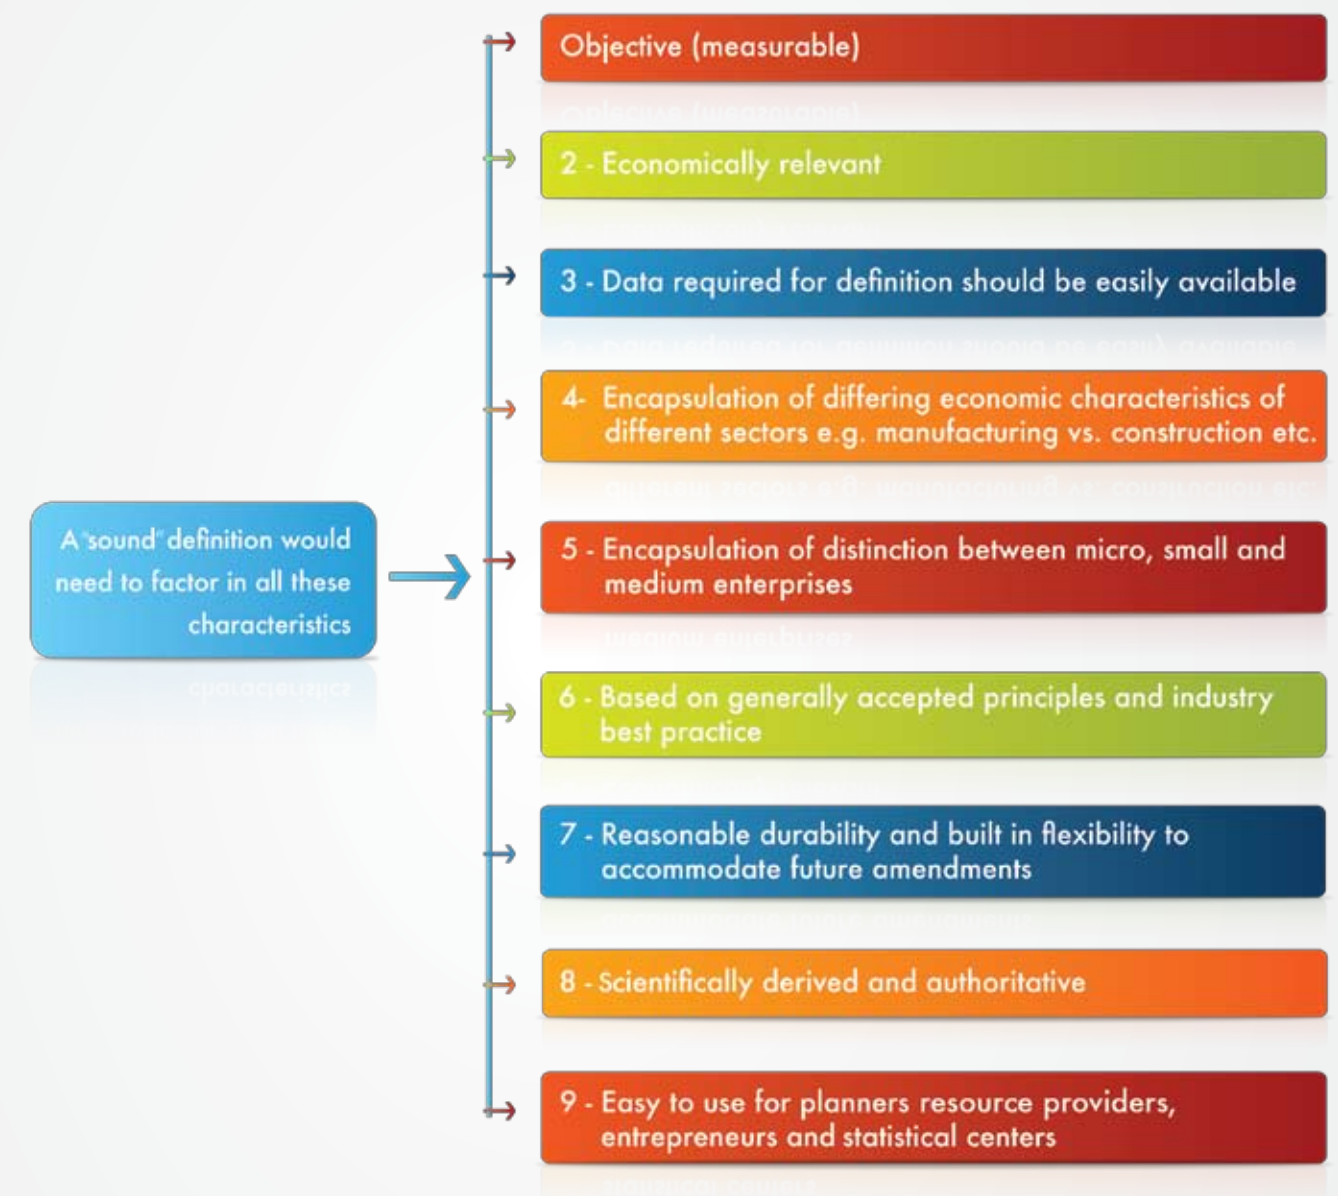 Objective (measurable)
2 - Economically relevant
3 - Data required for definition should be easily available
4- Encapsulation of differing economic characteristics of
different sectors e.g. manufacturing vs. construction etc.
A "sound" definition would
need to factor in all these
characteristics
5 - Encapsulation of distinction between micro, small and
medium enterprises
6 - Based on generally accepted principles and industry
best practice
7 - Reasonable durability and built in flexibility to
accommodate future amendments
8 - Scientifically derived and authoritative
9 - Easy to use for planners resource providers,
entrepreneurs and statistical centers